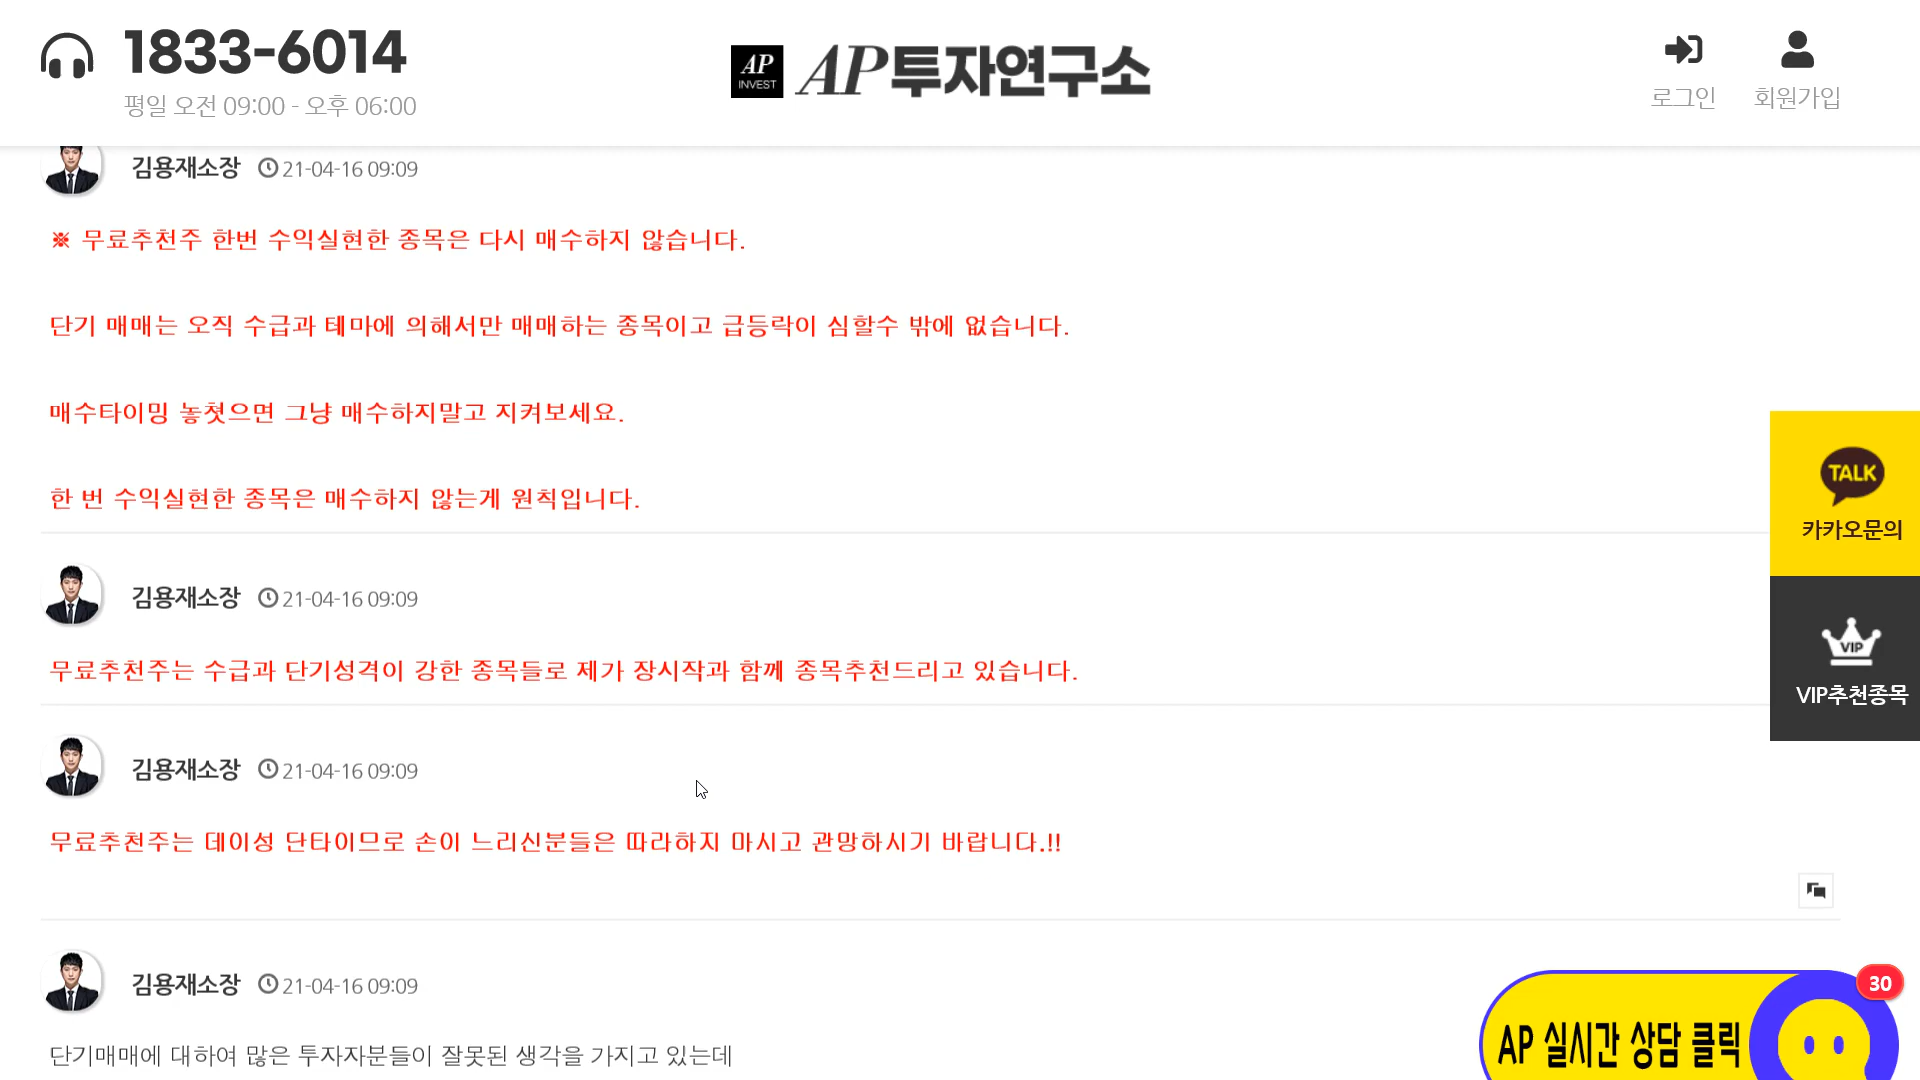 1833-6014
평일 오전 09:00 - 오후 06:00
AP
INVEST
AP투자연구소
로그인
회원가입
김용재소장 21-04-16 09:09
※ 무료추천주 한번 수익실현한 종목은 다시 매수하지 않습니다.
단기 매매는 오직 수급과 테마에 의해서만 매매하는 종목이고 급등락이 심할수 밖에 없습니다.
매수타이밍 놓쳣으면 그냥 매수하지말고 지켜보세요.
한 번 수익실현한 종목은 매수하지 않는게 원칙입니다.
TALK
카카오문의
김용재소장 21-04-16 09:09
무료추천주는 수급과 단기성격이 강한 종목들로 제가 장시작과 함께 종목추천드리고 있습니다.
VIP
VIP추천종목
김용재소장 21-04-16 09:09
무료추천주는 데이성 단타이므로 손이 느리신분들은 따라하지 마시고 관망하시기 바랍니다.!!
김용재소장 21-04-16 09:09
단기매매에 대하여 많은 투자자분들이 잘못된 생각을 가지고 있는데
30
AP 실시간 상담 클릭